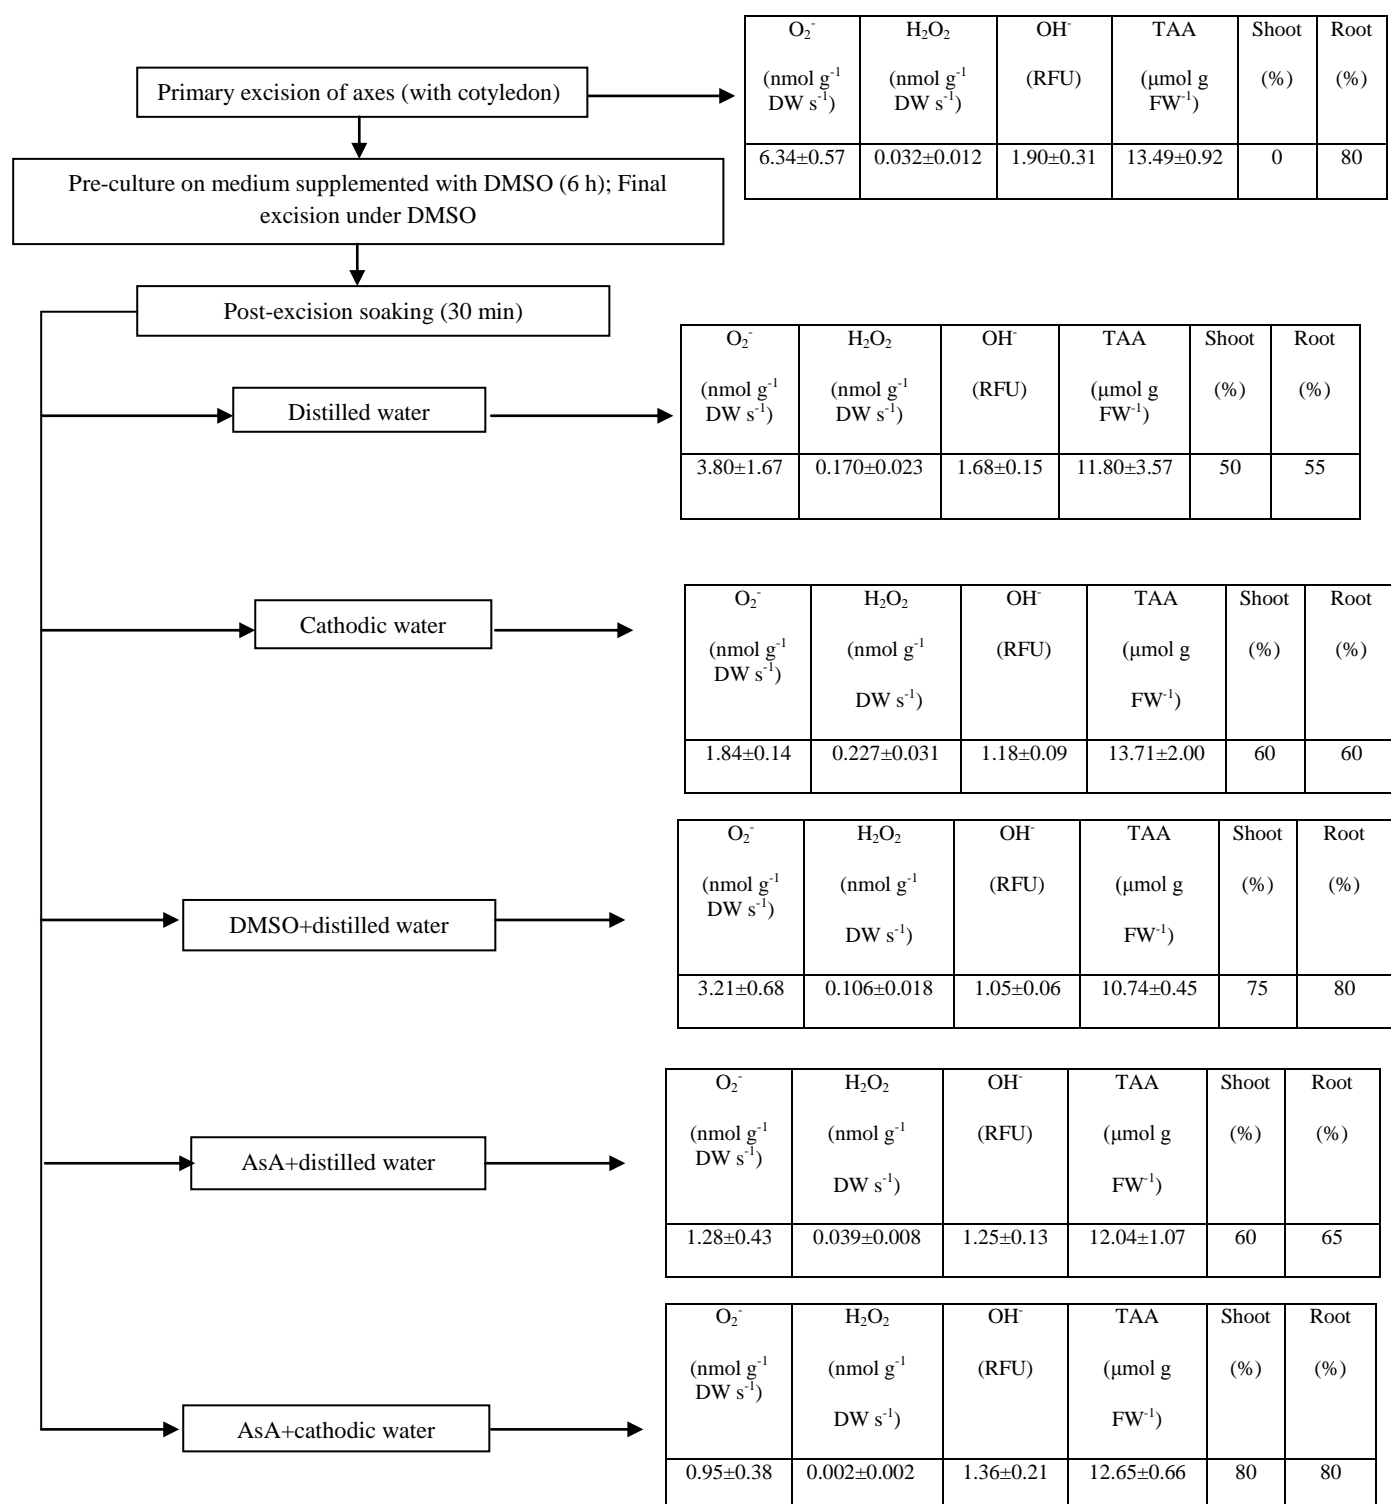 Primary excision of axes (with cotyledon)
O₂⁻ H₂O₂ OH⁻ TAA Shoot Root
(nmol g⁻¹ (nmol g⁻¹ (RFU) (μmol g (%) (%)
DW s⁻¹) DW s⁻¹) FW⁻¹)
6.34±0.57 0.032±0.012 1.90±0.31 13.49±0.92 0 80
Pre-culture on medium supplemented with DMSO (6 h); Final
excision under DMSO
Post-excision soaking (30 min)
Distilled water
O₂⁻ H₂O₂ OH⁻ TAA Shoot Root
(nmol g⁻¹ (nmol g⁻¹ (RFU) (μmol g (%) (%)
DW s⁻¹) DW s⁻¹) FW⁻¹)
3.80±1.67 0.170±0.023 1.68±0.15 11.80±3.57 50 55
Cathodic water
O₂⁻ H₂O₂ OH⁻ TAA Shoot Root
(nmol g⁻¹ (nmol g⁻¹ (RFU) (μmol g (%) (%)
DW s⁻¹) DW s⁻¹) FW⁻¹)
1.84±0.14 0.227±0.031 1.18±0.09 13.71±2.00 60 60
DMSO+distilled water
O₂⁻ H₂O₂ OH⁻ TAA Shoot Root
(nmol g⁻¹ (nmol g⁻¹ (RFU) (μmol g (%) (%)
DW s⁻¹) DW s⁻¹) FW⁻¹)
3.21±0.68 0.106±0.018 1.05±0.06 10.74±0.45 75 80
AsA+distilled water
O₂⁻ H₂O₂ OH⁻ TAA Shoot Root
(nmol g⁻¹ (nmol g⁻¹ (RFU) (μmol g (%) (%)
DW s⁻¹) DW s⁻¹) FW⁻¹)
1.28±0.43 0.039±0.008 1.25±0.13 12.04±1.07 60 65
AsA+cathodic water
O₂⁻ H₂O₂ OH⁻ TAA Shoot Root
(nmol g⁻¹ (nmol g⁻¹ (RFU) (μmol g (%) (%)
DW s⁻¹) DW s⁻¹) FW⁻¹)
0.95±0.38 0.002±0.002 1.36±0.21 12.65±0.66 80 80